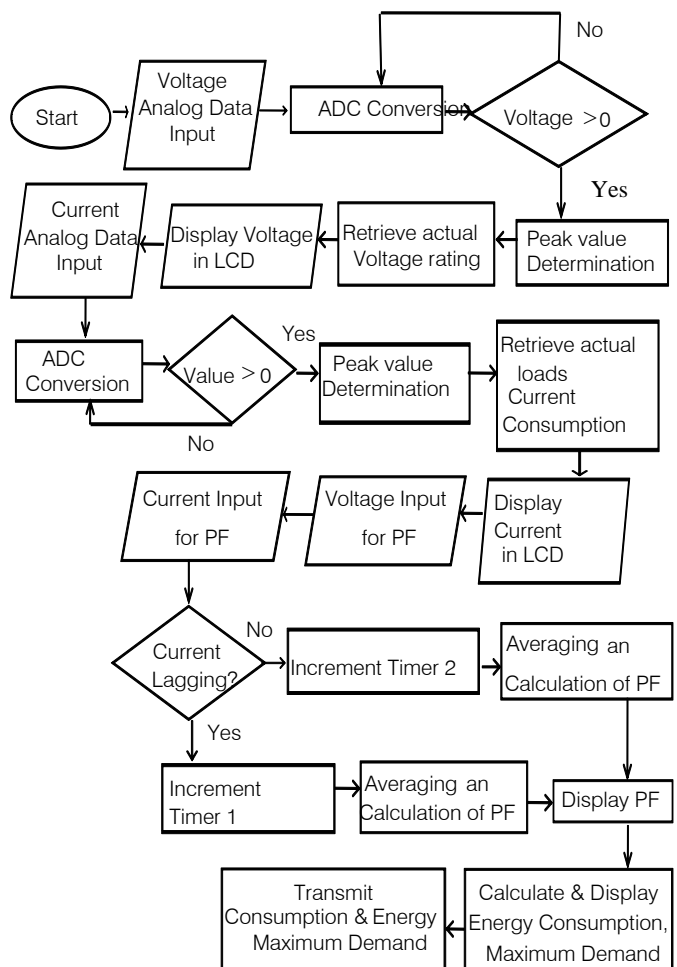 No
Voltage
Analog Data
Input
Start
ADC Conversion
Voltage >0
Yes
Current
Analog Data
Input
Display Voltage
in LCD
Retrieve actual
Voltage rating
Peak value
Determination
ADC
Conversion
Value >0
Yes
No
Peak value
Determination
Retrieve actual
loads
Current
Consumption
Current Input
for PF
Voltage Input
for PF
Display
Current
in LCD
Current
Lagging?
No
Increment Timer 2
Averaging an
Calculation of PF
Yes
Increment
Timer 1
Averaging an
Calculation of PF
Display PF
Transmit
Consumption & Energy
Maximum Demand
Calculate & Display
Energy Consumption,
Maximum Demand